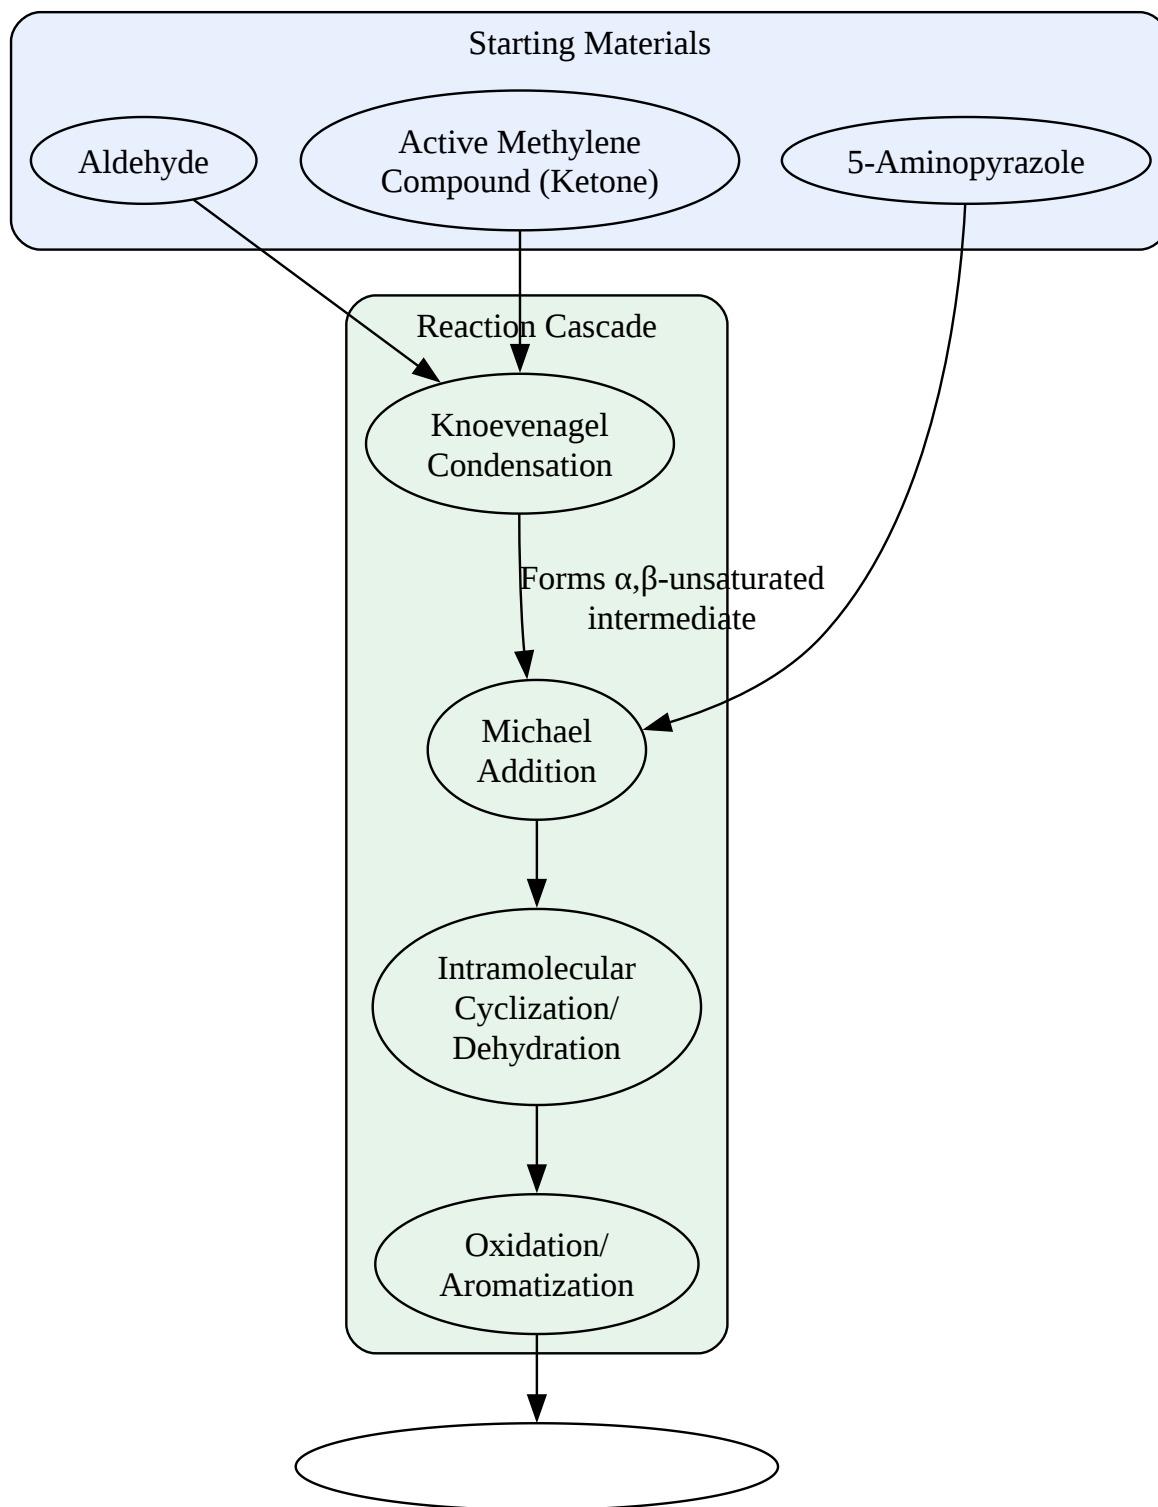 Starting Materials
Aldehyde
Active Methylene
Compound (Ketone)
5-Aminopyrazole
Reaction Cascade
Knoevenagel
Condensation
Forms α,β-unsaturated
intermediate
Michael
Addition
Intramolecular
Cyclization/
Dehydration
Oxidation/
Aromatization